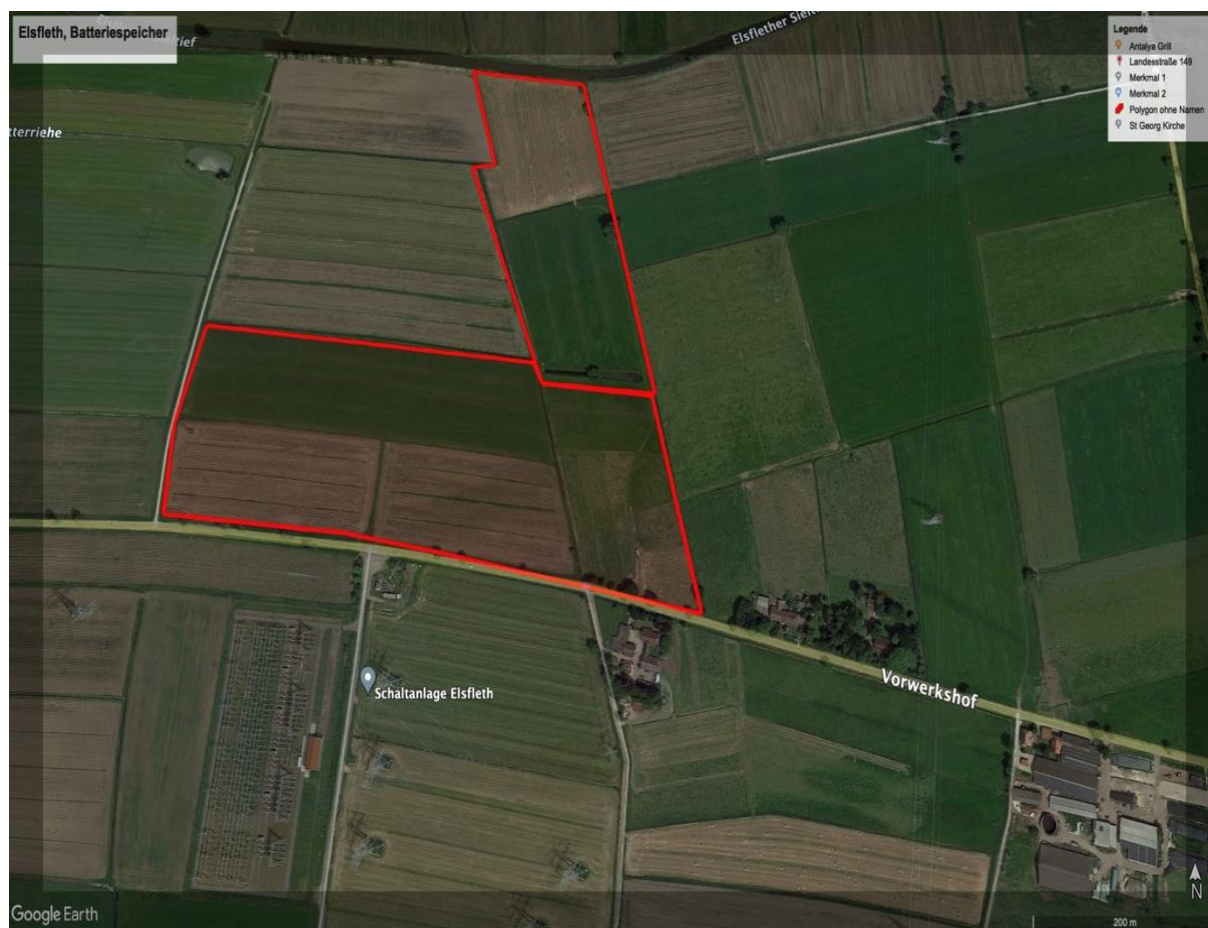 Elsfleth, Batteriespeicher
Elsflether Sieltief
Legende
Antalya Grill
Landesstraße 149
Merkmal 1
Merkmal 2
Polygon ohne Namen
St Georg Kirche
tterriehe
Schaltanlage Elsfleth
Vorwerkshof
Google Earth
N
200 m